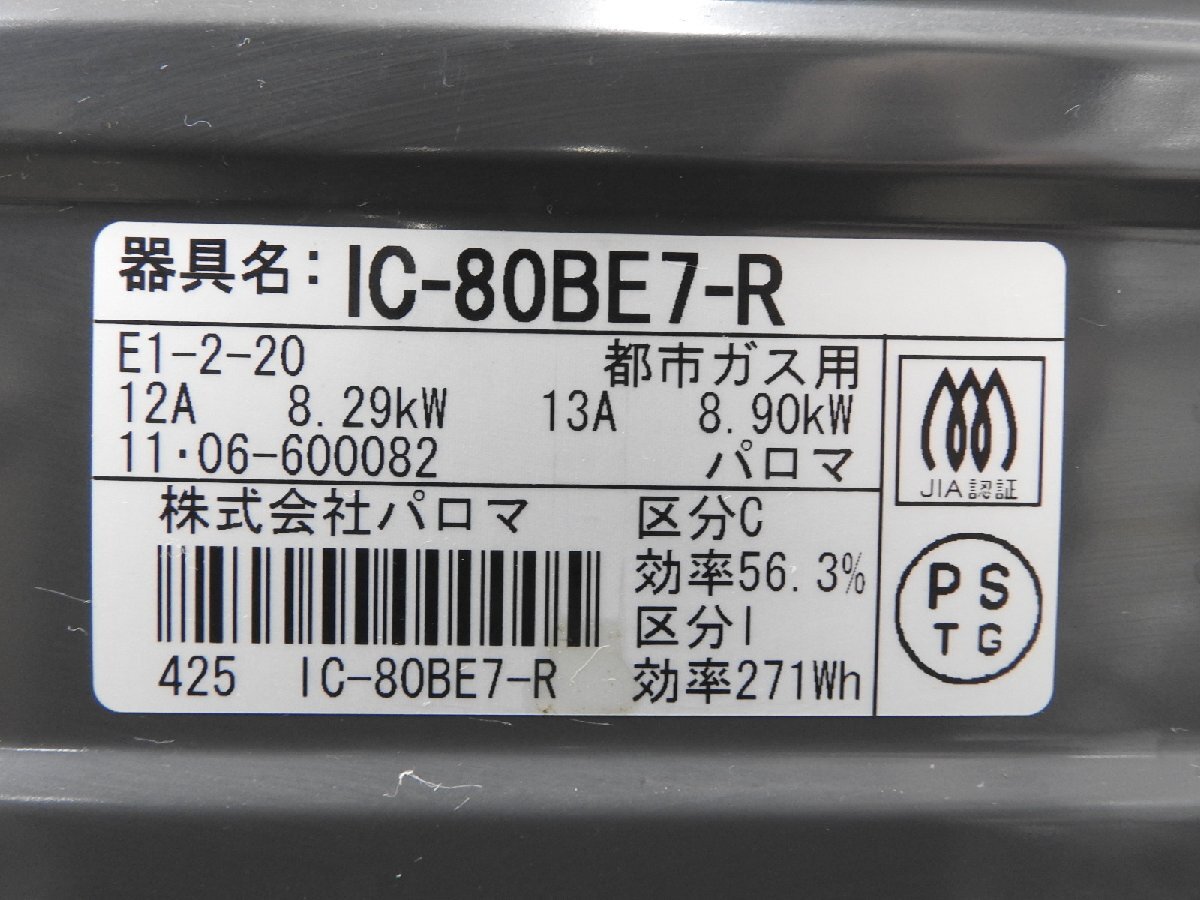 器具名: IC-80BE7-R
E1-2-20 都市ガス用
12A 8.29kW 13A 8.90kW
11・06-600082 パロマ
株式会社パロマ
425 IC-80BE7-R
区分C
効率56.3%
区分I
効率271Wh
JIA認証
PS
TG